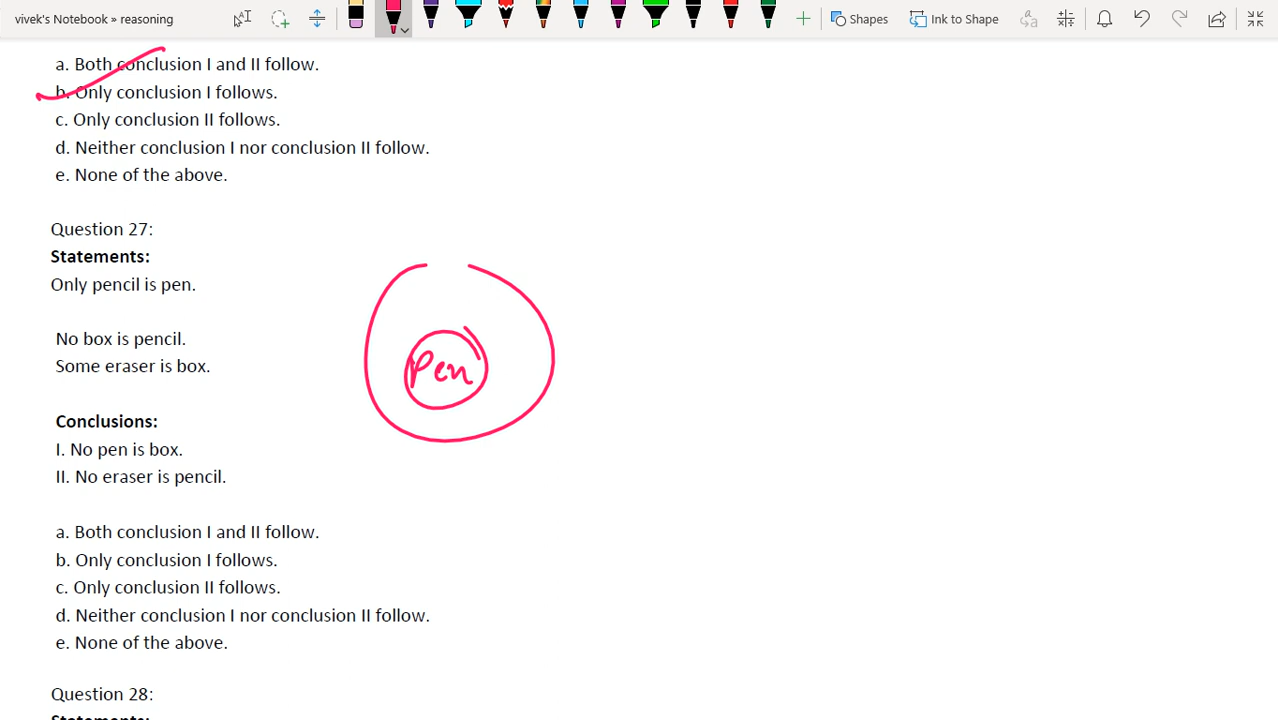 vivek's Notebook » reasoning
Shapes
Ink to Shape
a. Both conclusion I and II follow.
b. Only conclusion I follows.
c. Only conclusion II follows.
d. Neither conclusion I nor conclusion II follow.
e. None of the above.
Question 27:
Statements:
Only pencil is pen.
No box is pencil.
Some eraser is box.
Pen
Conclusions:
I. No pen is box.
II. No eraser is pencil.
a. Both conclusion I and II follow.
b. Only conclusion I follows.
c. Only conclusion II follows.
d. Neither conclusion I nor conclusion II follow.
e. None of the above.
Question 28:
Statements: